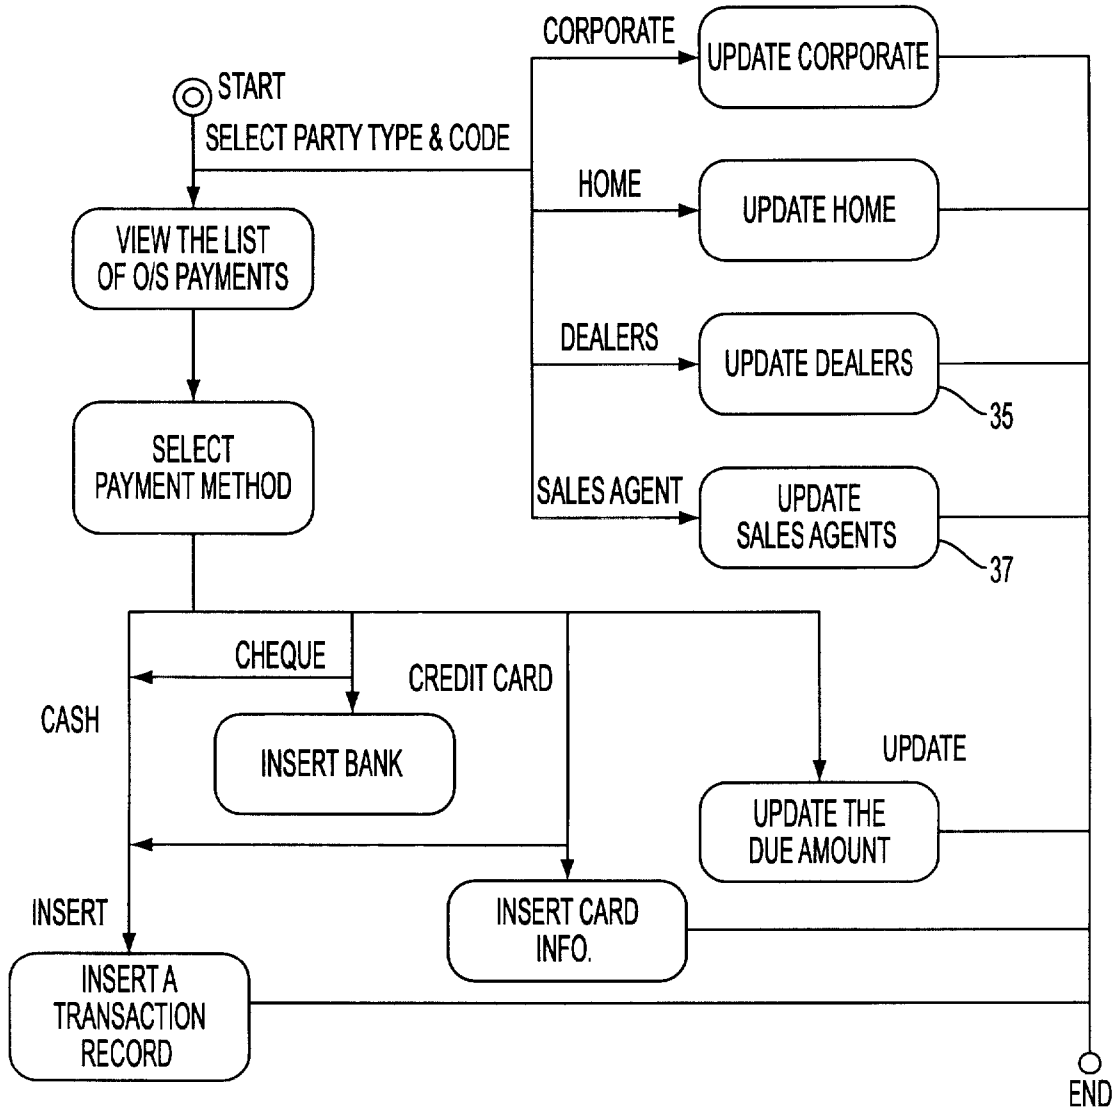 START
SELECT PARTY TYPE & CODE
VIEW THE LIST
OF O/S PAYMENTS
SELECT
PAYMENT METHOD
CORPORATE
UPDATE CORPORATE
HOME
UPDATE HOME
DEALERS
UPDATE DEALERS
35
SALES AGENT
UPDATE
SALES AGENTS
37
CHEQUE
CREDIT CARD
CASH
INSERT BANK
UPDATE
UPDATE THE
DUE AMOUNT
INSERT
INSERT CARD
INFO.
INSERT A
TRANSACTION
RECORD
END